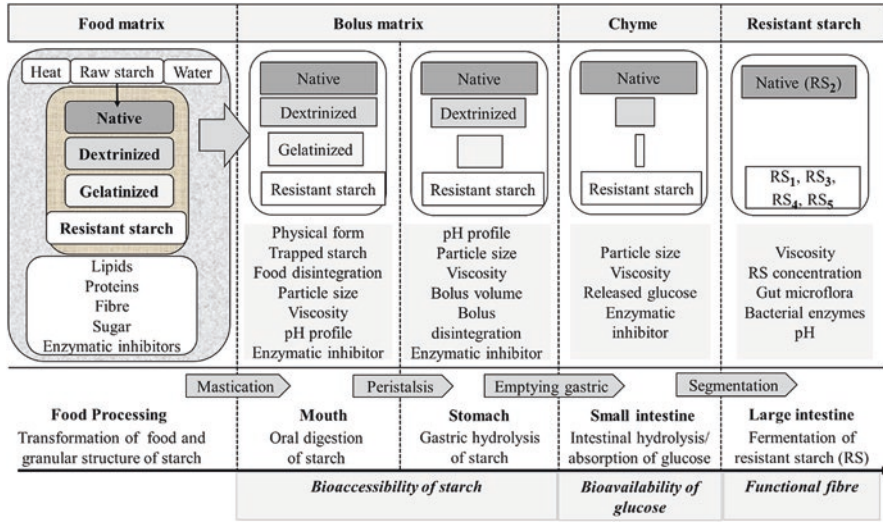 Food matrix
Bolus matrix
Chyme
Resistant starch
Heat
Raw starch
Water
Native
Dextrinized
Gelatinized
Resistant starch
Lipids
Proteins
Fibre
Sugar
Enzymatic inhibitors
Native
Dextrinized
Gelatinized
Resistant starch
Physical form
Trapped starch
Food disintegration
Particle size
Viscosity
pH profile
Enzymatic inhibitor
Native
Dextrinized
Resistant starch
pH profile
Particle size
Viscosity
Bolus volume
Bolus
disintegration
Enzymatic inhibitor
Native
Resistant starch
Particle size
Viscosity
Released glucose
Enzymatic
inhibitor
Native (RS₂)
RS₁, RS₃,
RS₄, RS₅
Viscosity
RS concentration
Gut microflora
Bacterial enzymes
pH
Mastication
Peristalsis
Emptying gastric
Segmentation
Food Processing
Transformation of food and
granular structure of starch
Mouth
Oral digestion
of starch
Stomach
Gastric hydrolysis
of starch
Small intestine
Intestinal hydrolysis/
absorption of glucose
Large intestine
Fermentation of
resistant starch (RS)
Bioaccessibility of starch
Bioavailability of
glucose
Functional fibre